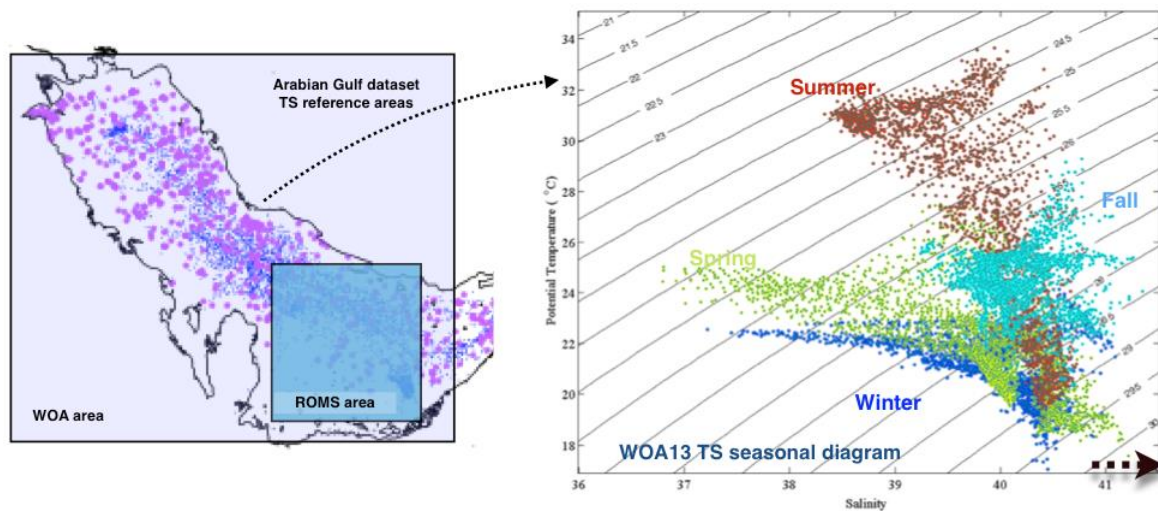 Arabian Gulf dataset
TS reference areas
WOA area
ROMS area
Summer
Fall
Spring
Winter
WOA13 TS seasonal diagram
Potential Temperature (°C)
34
32
30
28
26
24
22
20
18
36
37
38
39
40
41
Salinity
21
21.5
22
22.5
23
24.5
25
25.5
26
29
295
30